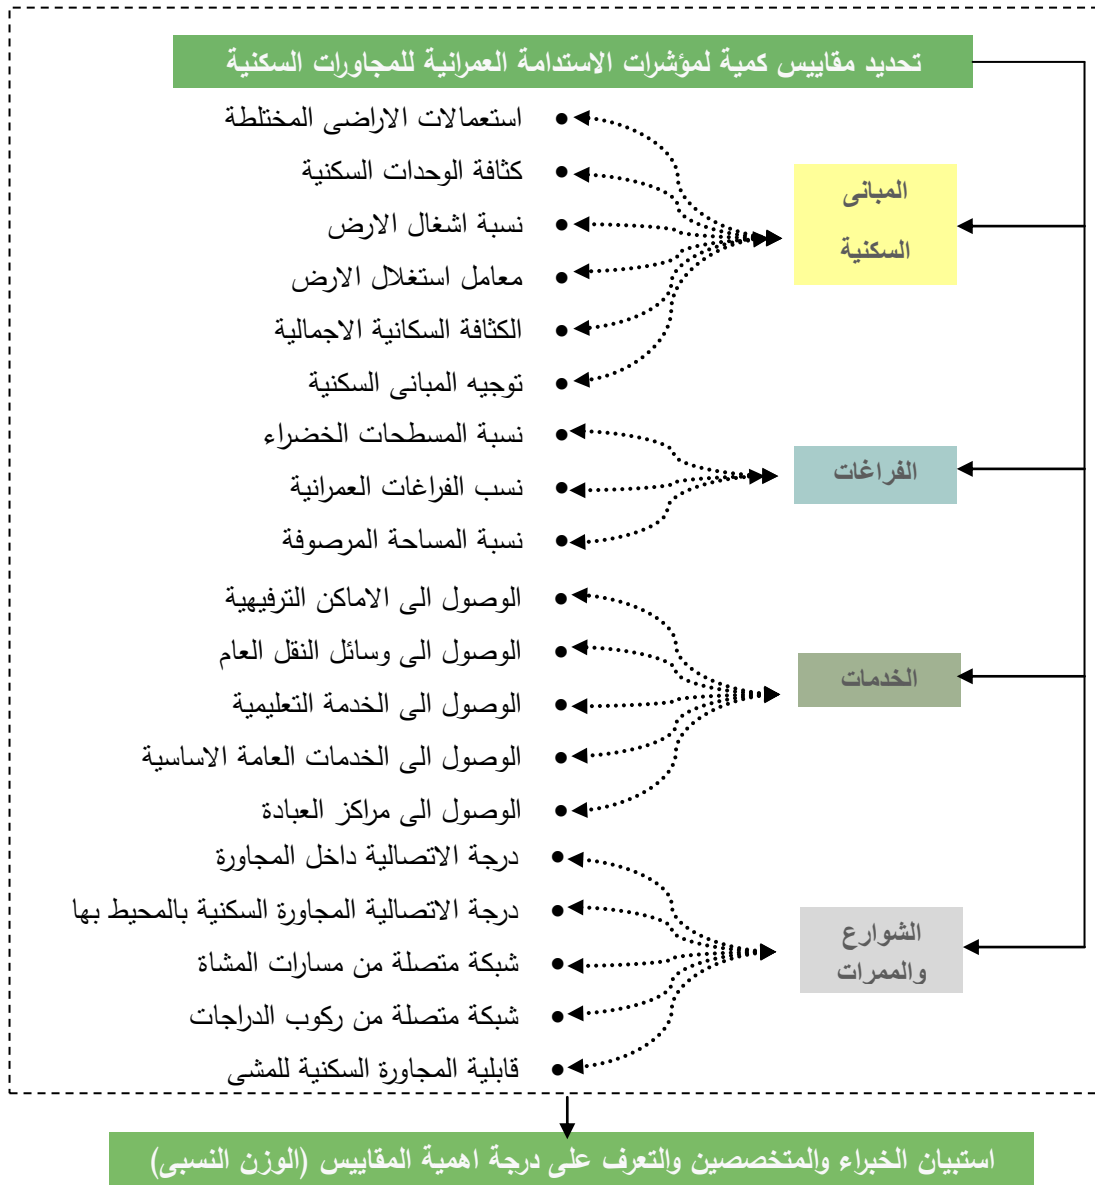 تحديد مقاييس كمية لمؤشرات الاستدامة العمرانية للمجاورات السكنية
المبانى
السكنية
استعمالات الاراضى المختلطة
كثافة الوحدات السكنية
نسبة اشغال الارض
معامل استغلال الارض
الكثافة السكانية الاجمالية
توجيه المبانى السكنية
الفراغات
نسبة المسطحات الخضراء
نسب الفراغات العمرانية
نسبة المساحة المرصوفة
الخدمات
الوصول الى الاماكن الترفيهية
الوصول الى وسائل النقل العام
الوصول الى الخدمة التعليمية
الوصول الى الخدمات العامة الاساسية
الوصول الى مراكز العبادة
الشوارع
والممرات
درجة الاتصالية داخل المجاورة
درجة الاتصالية المجاورة السكنية بالمحيط بها
شبكة متصلة من مسارات المشاة
شبكة متصلة من ركوب الدراجات
قابلية المجاورة السكنية للمشى
استبيان الخبراء والمتخصصين والتعرف على درجة اهمية المقاييس (الوزن النسبى)